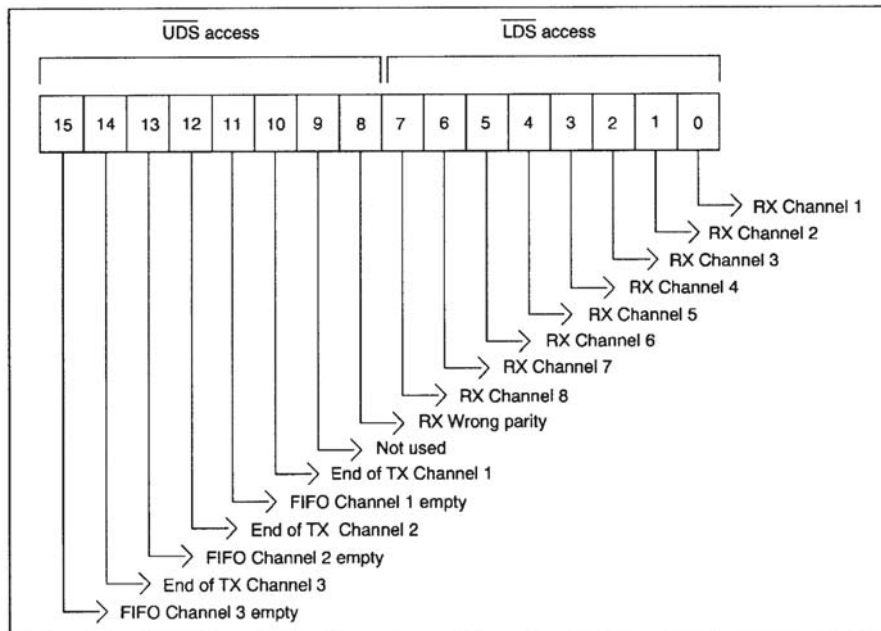 UDS access LDS access
15 14 13 12 11 10 9 8 7 6 5 4 3 2 1 0
RX Channel 1
RX Channel 2
RX Channel 3
RX Channel 4
RX Channel 5
RX Channel 6
RX Channel 7
RX Channel 8
RX Wrong parity
Not used
End of TX Channel 1
FIFO Channel 1 empty
End of TX Channel 2
FIFO Channel 2 empty
End of TX Channel 3
FIFO Channel 3 empty